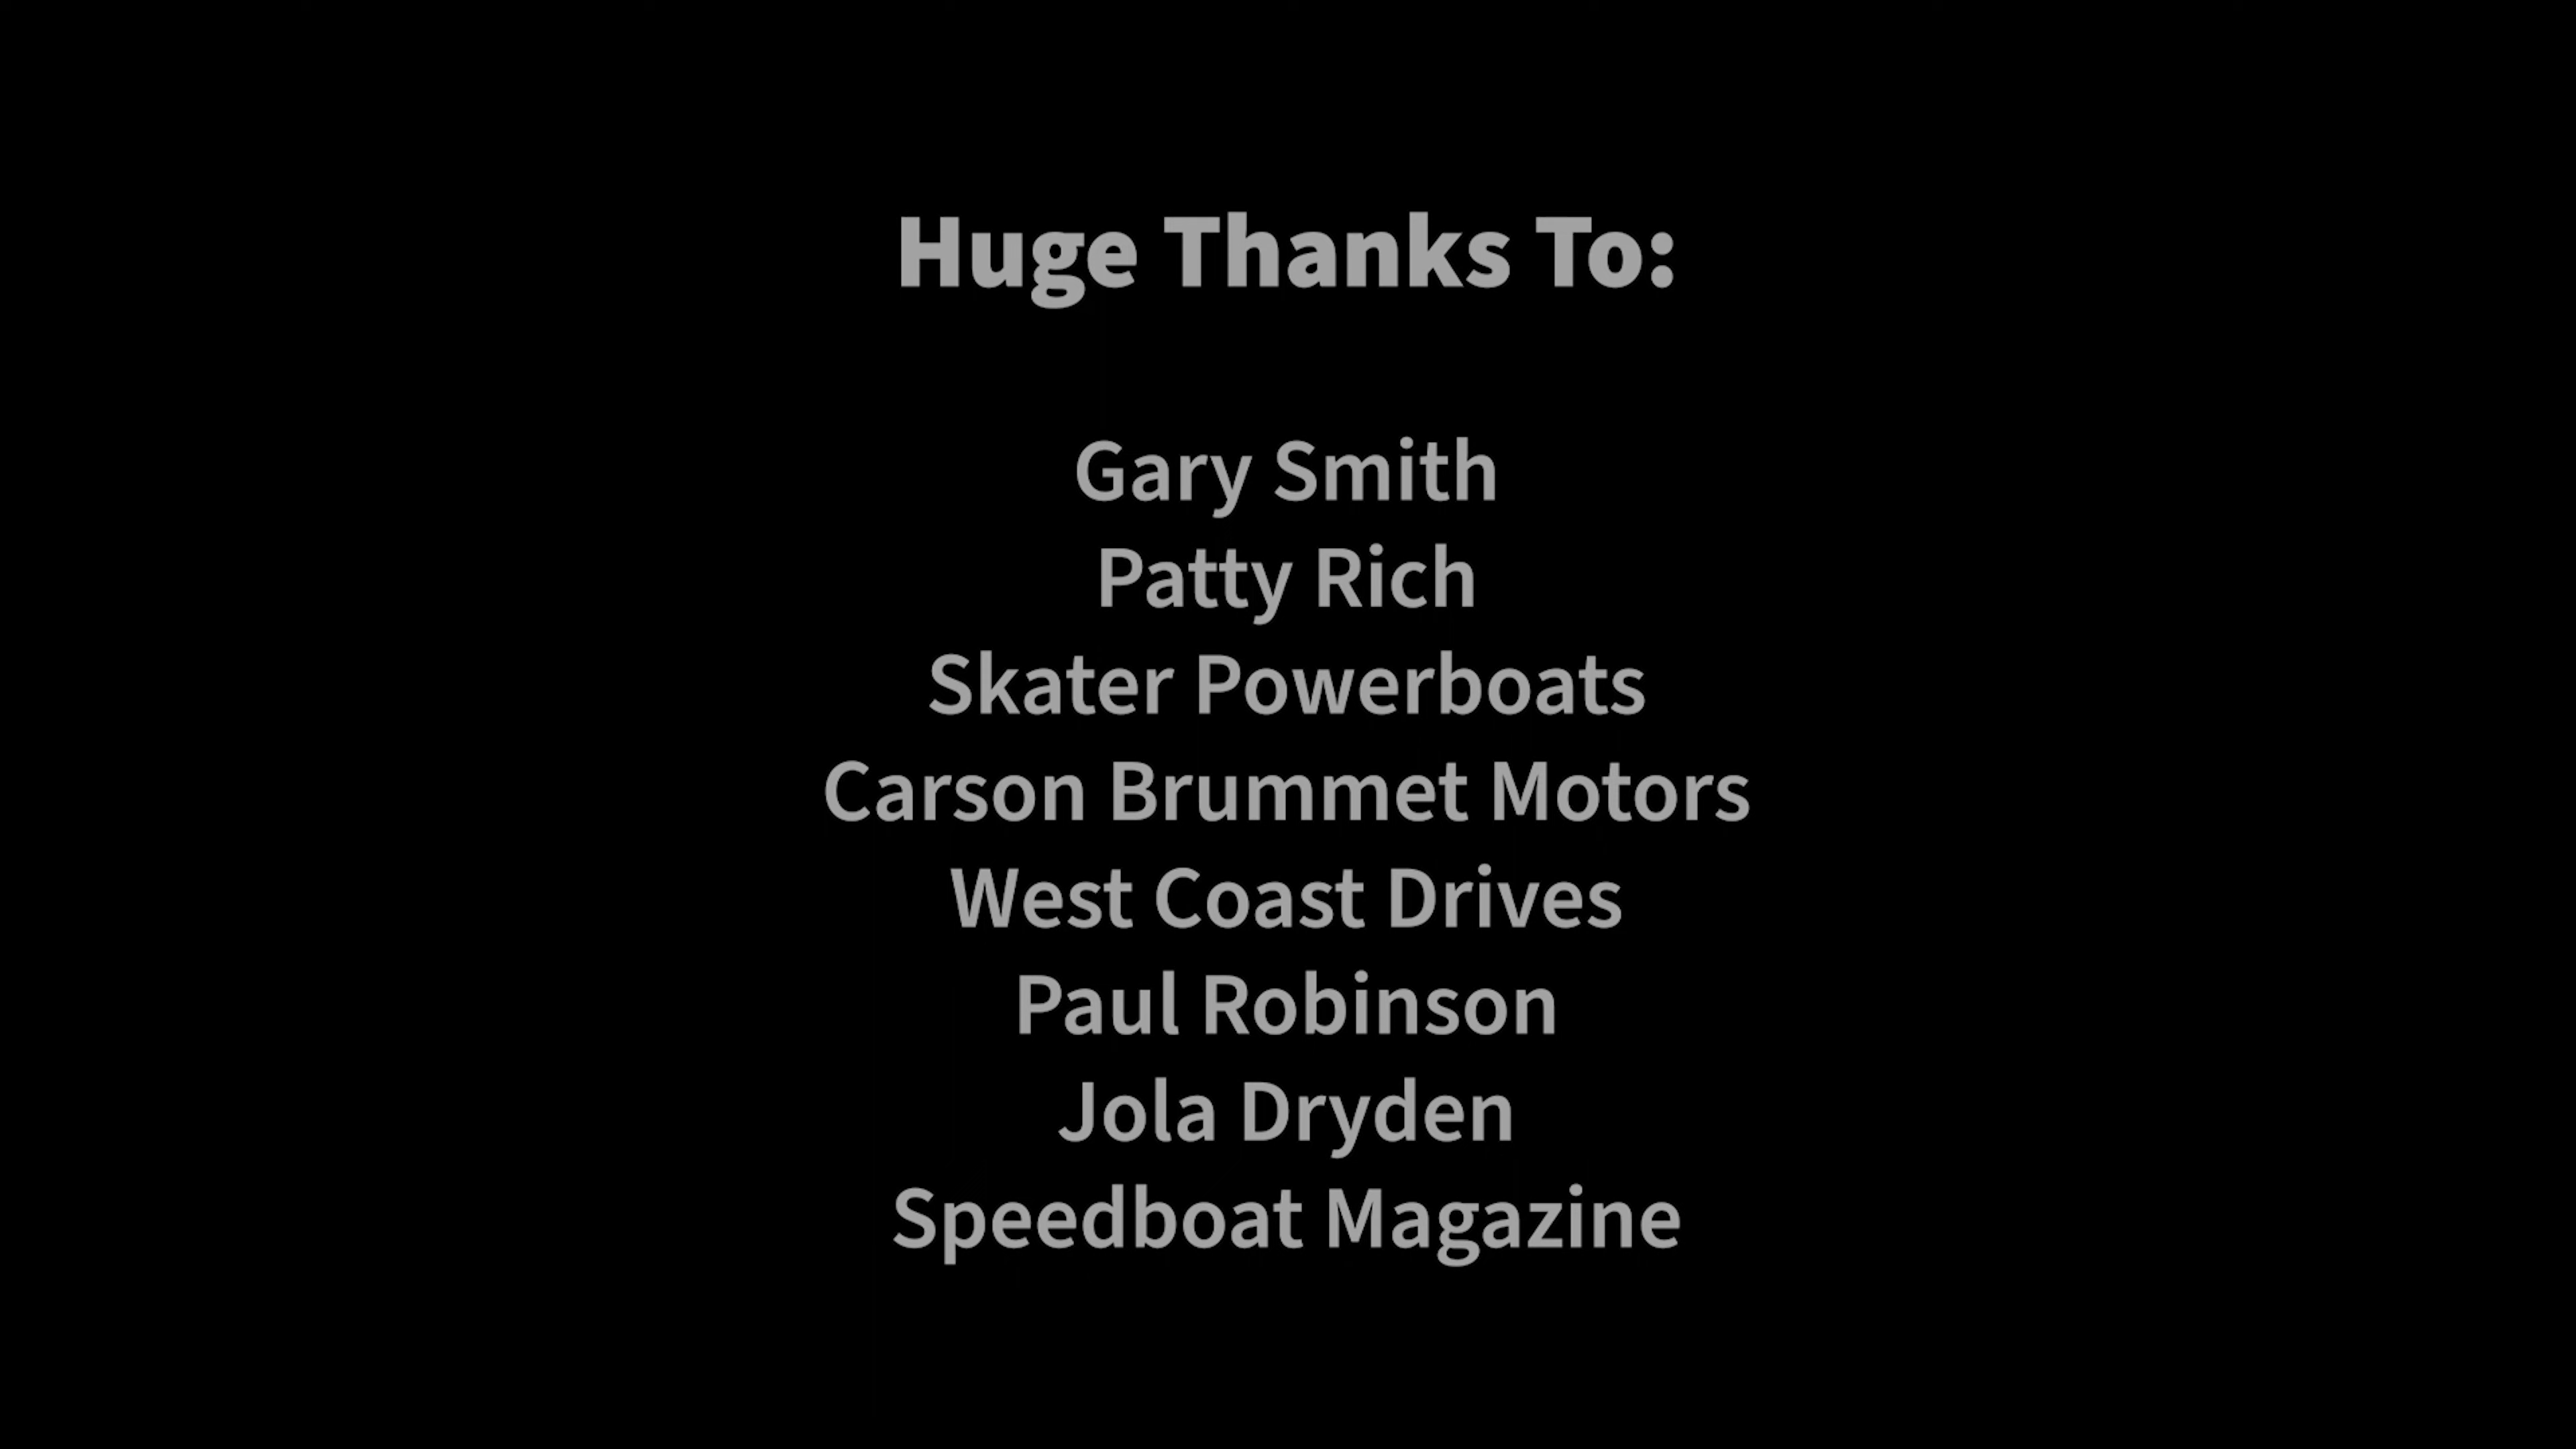 Huge Thanks To:
Gary Smith
Patty Rich
Skater Powerboats
Carson Brummet Motors
West Coast Drives
Paul Robinson
Jola Dryden
Speedboat Magazine